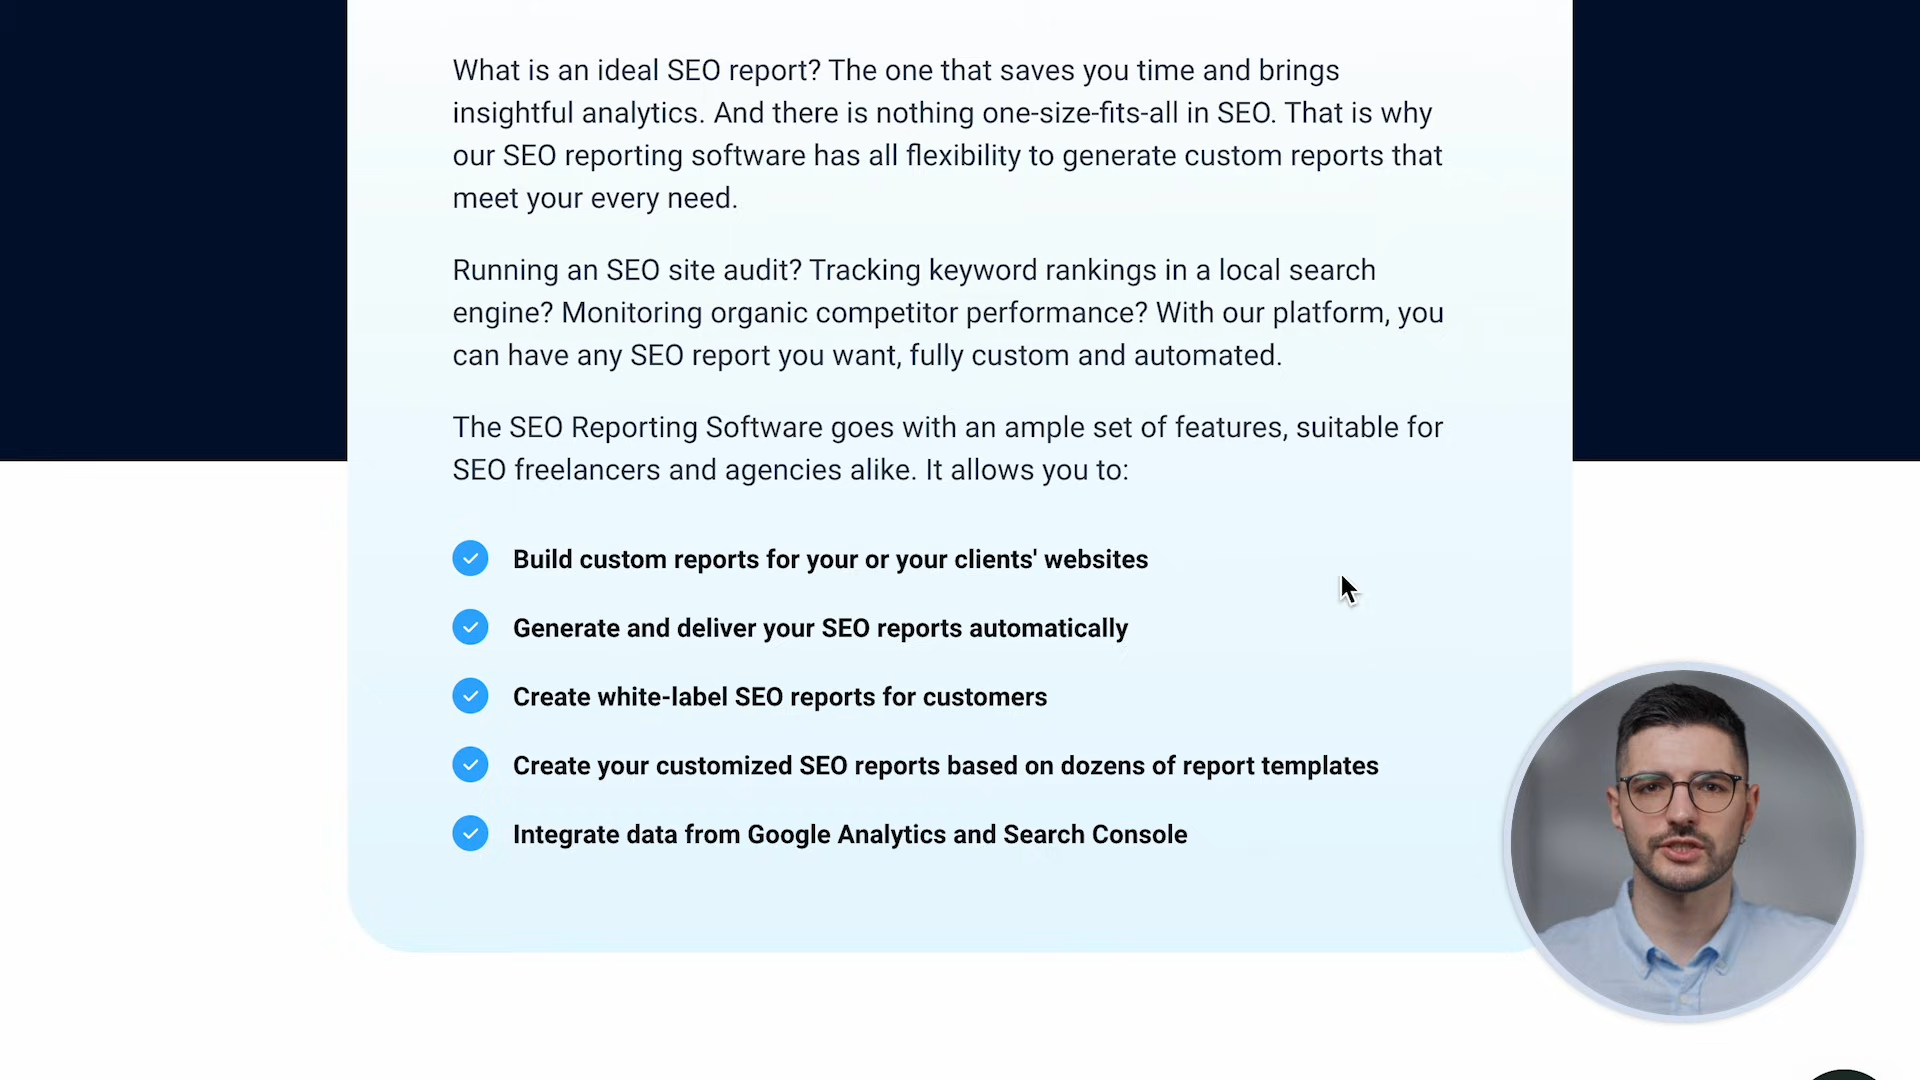 What is an ideal SEO report? The one that saves you time and brings
insightful analytics. And there is nothing one-size-fits-all in SEO. That is why
our SEO reporting software has all flexibility to generate custom reports that
meet your every need.
Running an SEO site audit? Tracking keyword rankings in a local search
engine? Monitoring organic competitor performance? With our platform, you
can have any SEO report you want, fully custom and automated.
The SEO Reporting Software goes with an ample set of features, suitable for
SEO freelancers and agencies alike. It allows you to:
Build custom reports for your or your clients' websites
Generate and deliver your SEO reports automatically
Create white-label SEO reports for customers
Create your customized SEO reports based on dozens of report templates
Integrate data from Google Analytics and Search Console